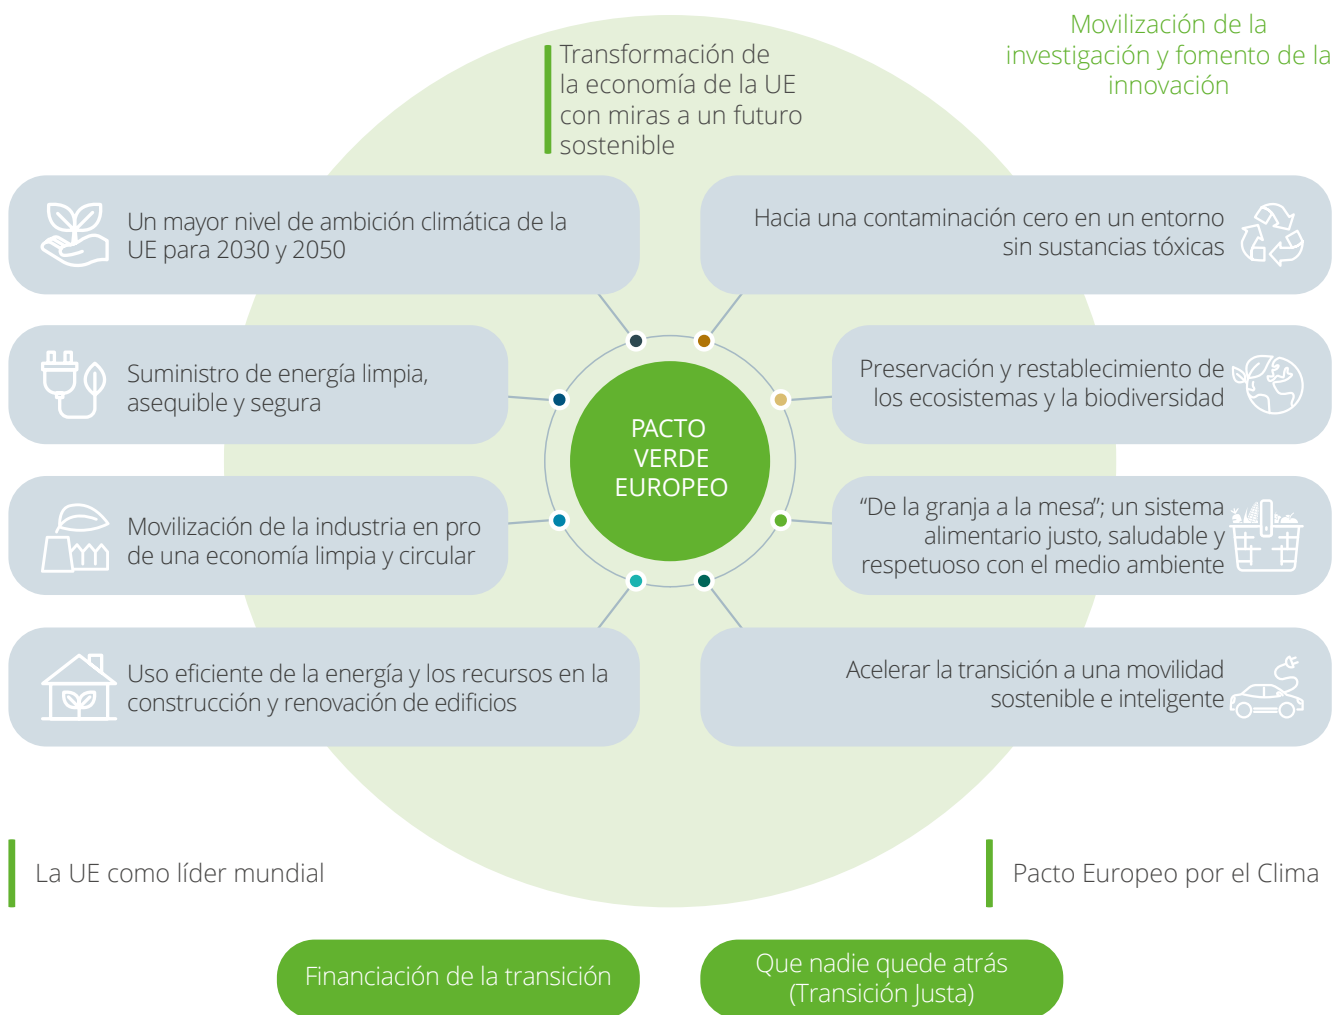 Movilización de la
investigación y fomento de la
innovación
Transformación de
la economía de la UE
con miras a un futuro
sostenible
Un mayor nivel de ambición climática de la
UE para 2030 y 2050
Hacia una contaminación cero en un entorno
sin sustancias tóxicas
Suministro de energía limpia,
asequible y segura
Preservación y restablecimiento de
los ecosistemas y la biodiversidad
PACTO
VERDE
EUROPEO
Movilización de la industria en pro
de una economía limpia y circular
“De la granja a la mesa”; un sistema
alimentario justo, saludable y
respetuoso con el medio ambiente
Uso eficiente de la energía y los recursos en la
construcción y renovación de edificios
Acelerar la transición a una movilidad
sostenible e inteligente
La UE como líder mundial
Pacto Europeo por el Clima
Financiación de la transición
Que nadie quede atrás
(Transición Justa)